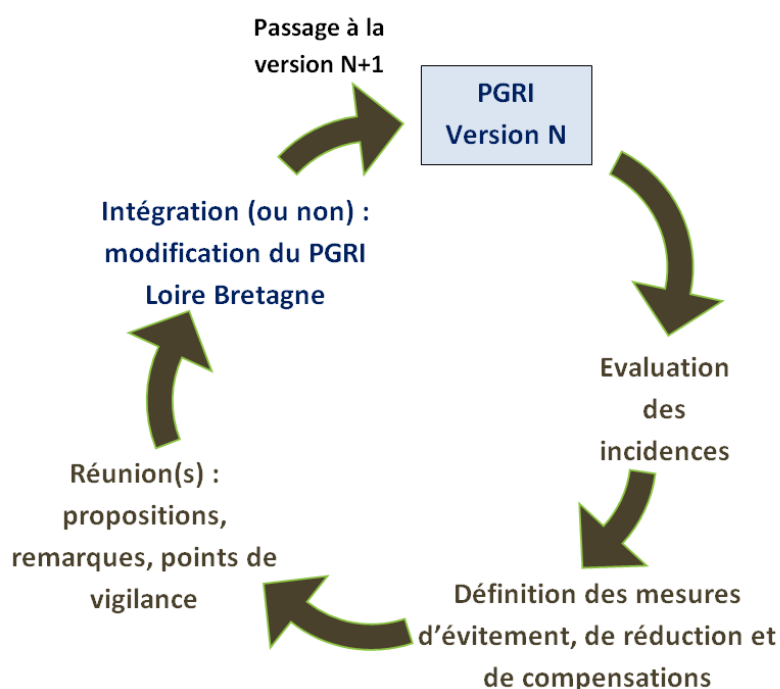 Passage à la
version N+1
PGRI
Version N
Evaluation
des
incidences
Définition des mesures
d'évitement, de réduction et
de compensations
Réunion(s) :
propositions,
remarques, points de
vigilance
Intégration (ou non) :
modification du PGRI
Loire Bretagne